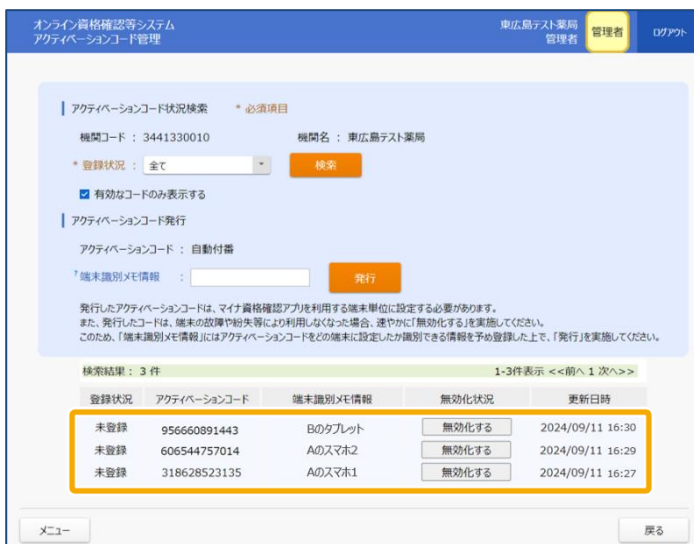 オンライン資格確認等システム
アクティベーションコード管理
東広島テスト薬局
管理者
管理者
ログアウト
アクティベーションコード状況検索 * 必須項目
機関コード : 3441330010 機関名 : 東広島テスト薬局
* 登録状況 : 全て 検索
有効なコードのみ表示する
アクティベーションコード発行
アクティベーションコード : 自動付番
?端末識別メモ情報 : 発行
発行したアクティベーションコードは、マイナ資格確認アプリを利用する端末単位に設定する必要があります。
また、発行したコードは、端末の故障や紛失等により利用しなくなった場合、速やかに「無効化する」を実施してください。
このため、「端末識別メモ情報」にはアクティベーションコードをどの端末に設定したか識別できる情報を予め登録した上で、「発行」を実施してください。
検索結果: 3 件 1-3件表示 <<前へ 1 次へ>>
登録状況 アクティベーションコード 端末識別メモ情報 無効化状況 更新日時
未登録 956660891443 Bのタブレット 無効化する 2024/09/11 16:30
未登録 606544757014 Aのスマホ2 無効化する 2024/09/11 16:29
未登録 318628523135 Aのスマホ1 無効化する 2024/09/11 16:27
メニュー 戻る